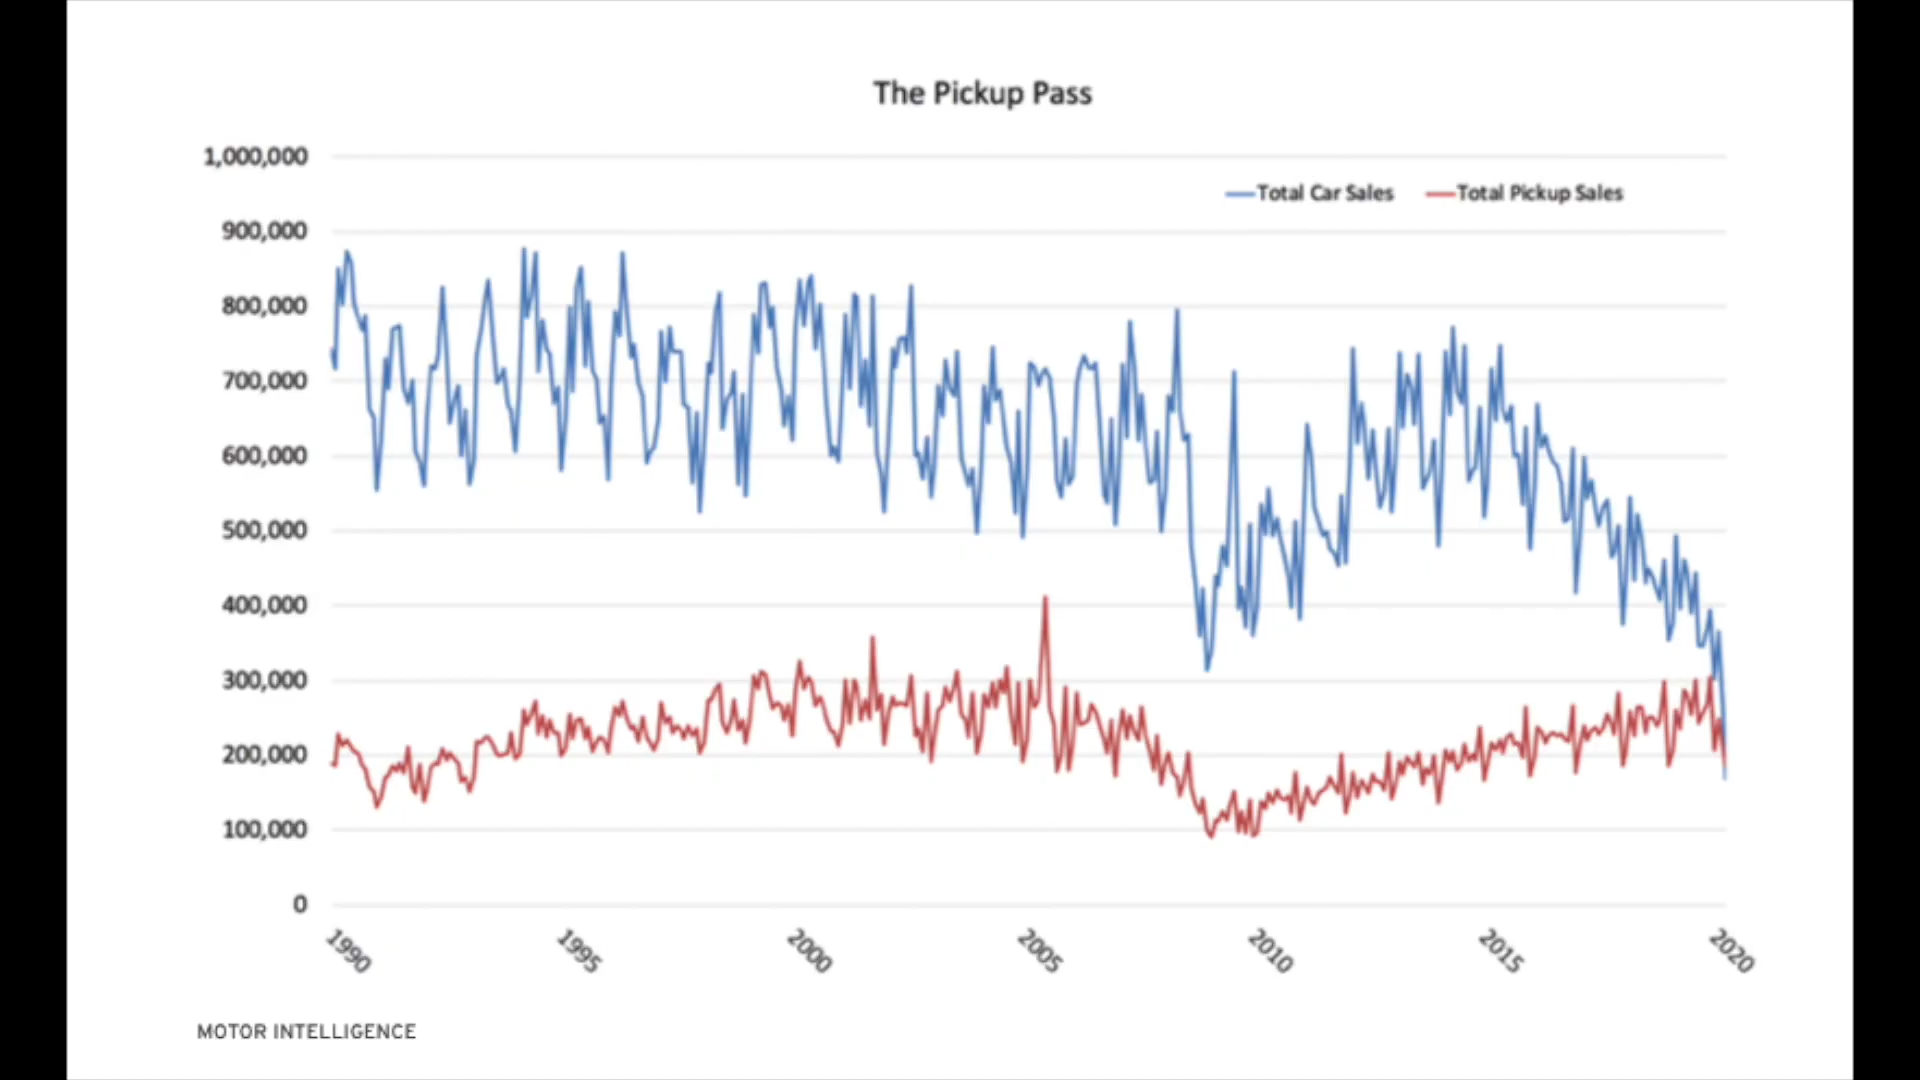 The Pickup Pass
1,000,000
Total Car Sales Total Pickup Sales
900,000
800,000
700,000
600,000
500,000
400,000
300,000
200,000
100,000
0
1990 1995 2000 2005 2010 2015 2020
MOTOR INTELLIGENCE